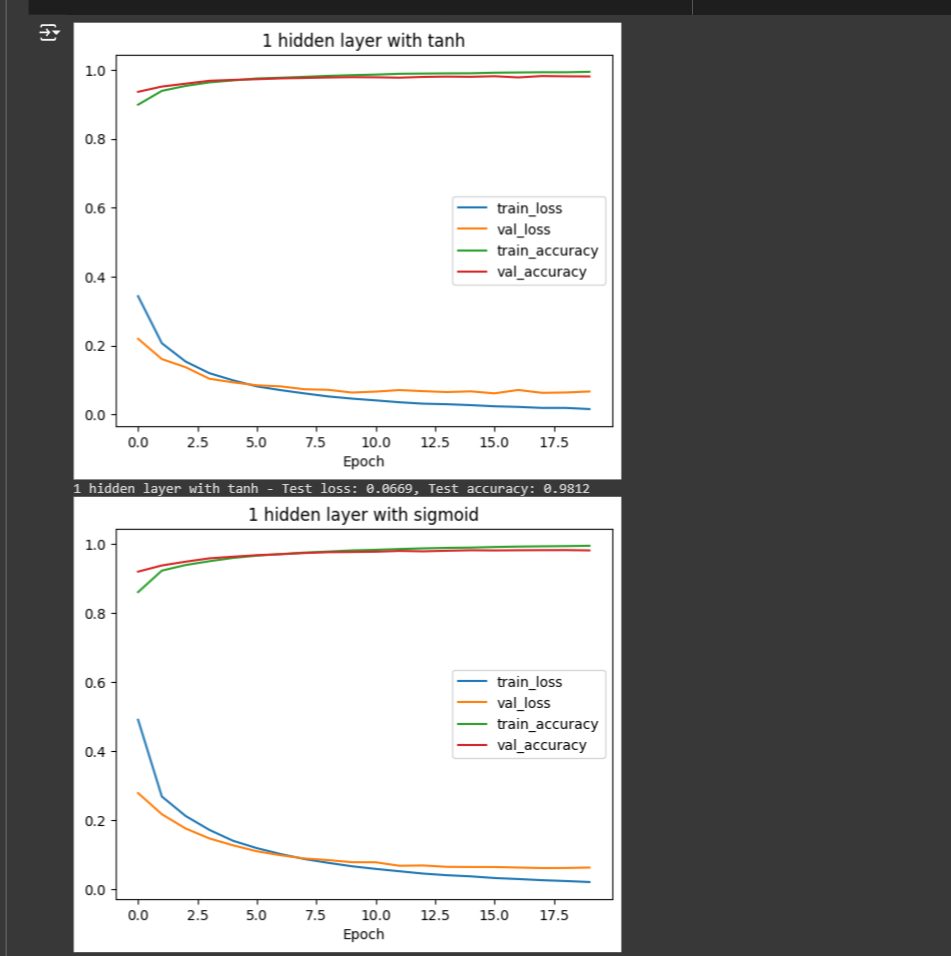 1 hidden layer with tanh
1.0
0.8
0.6
0.4
0.2
0.0
train_loss
val_loss
train_accuracy
val_accuracy
0.0 2.5 5.0 7.5 10.0 12.5 15.0 17.5
Epoch
1 hidden layer with tanh - Test loss: 0.0669, Test accuracy: 0.9812
1 hidden layer with sigmoid
1.0
0.8
0.6
0.4
0.2
0.0
train_loss
val_loss
train_accuracy
val_accuracy
0.0 2.5 5.0 7.5 10.0 12.5 15.0 17.5
Epoch